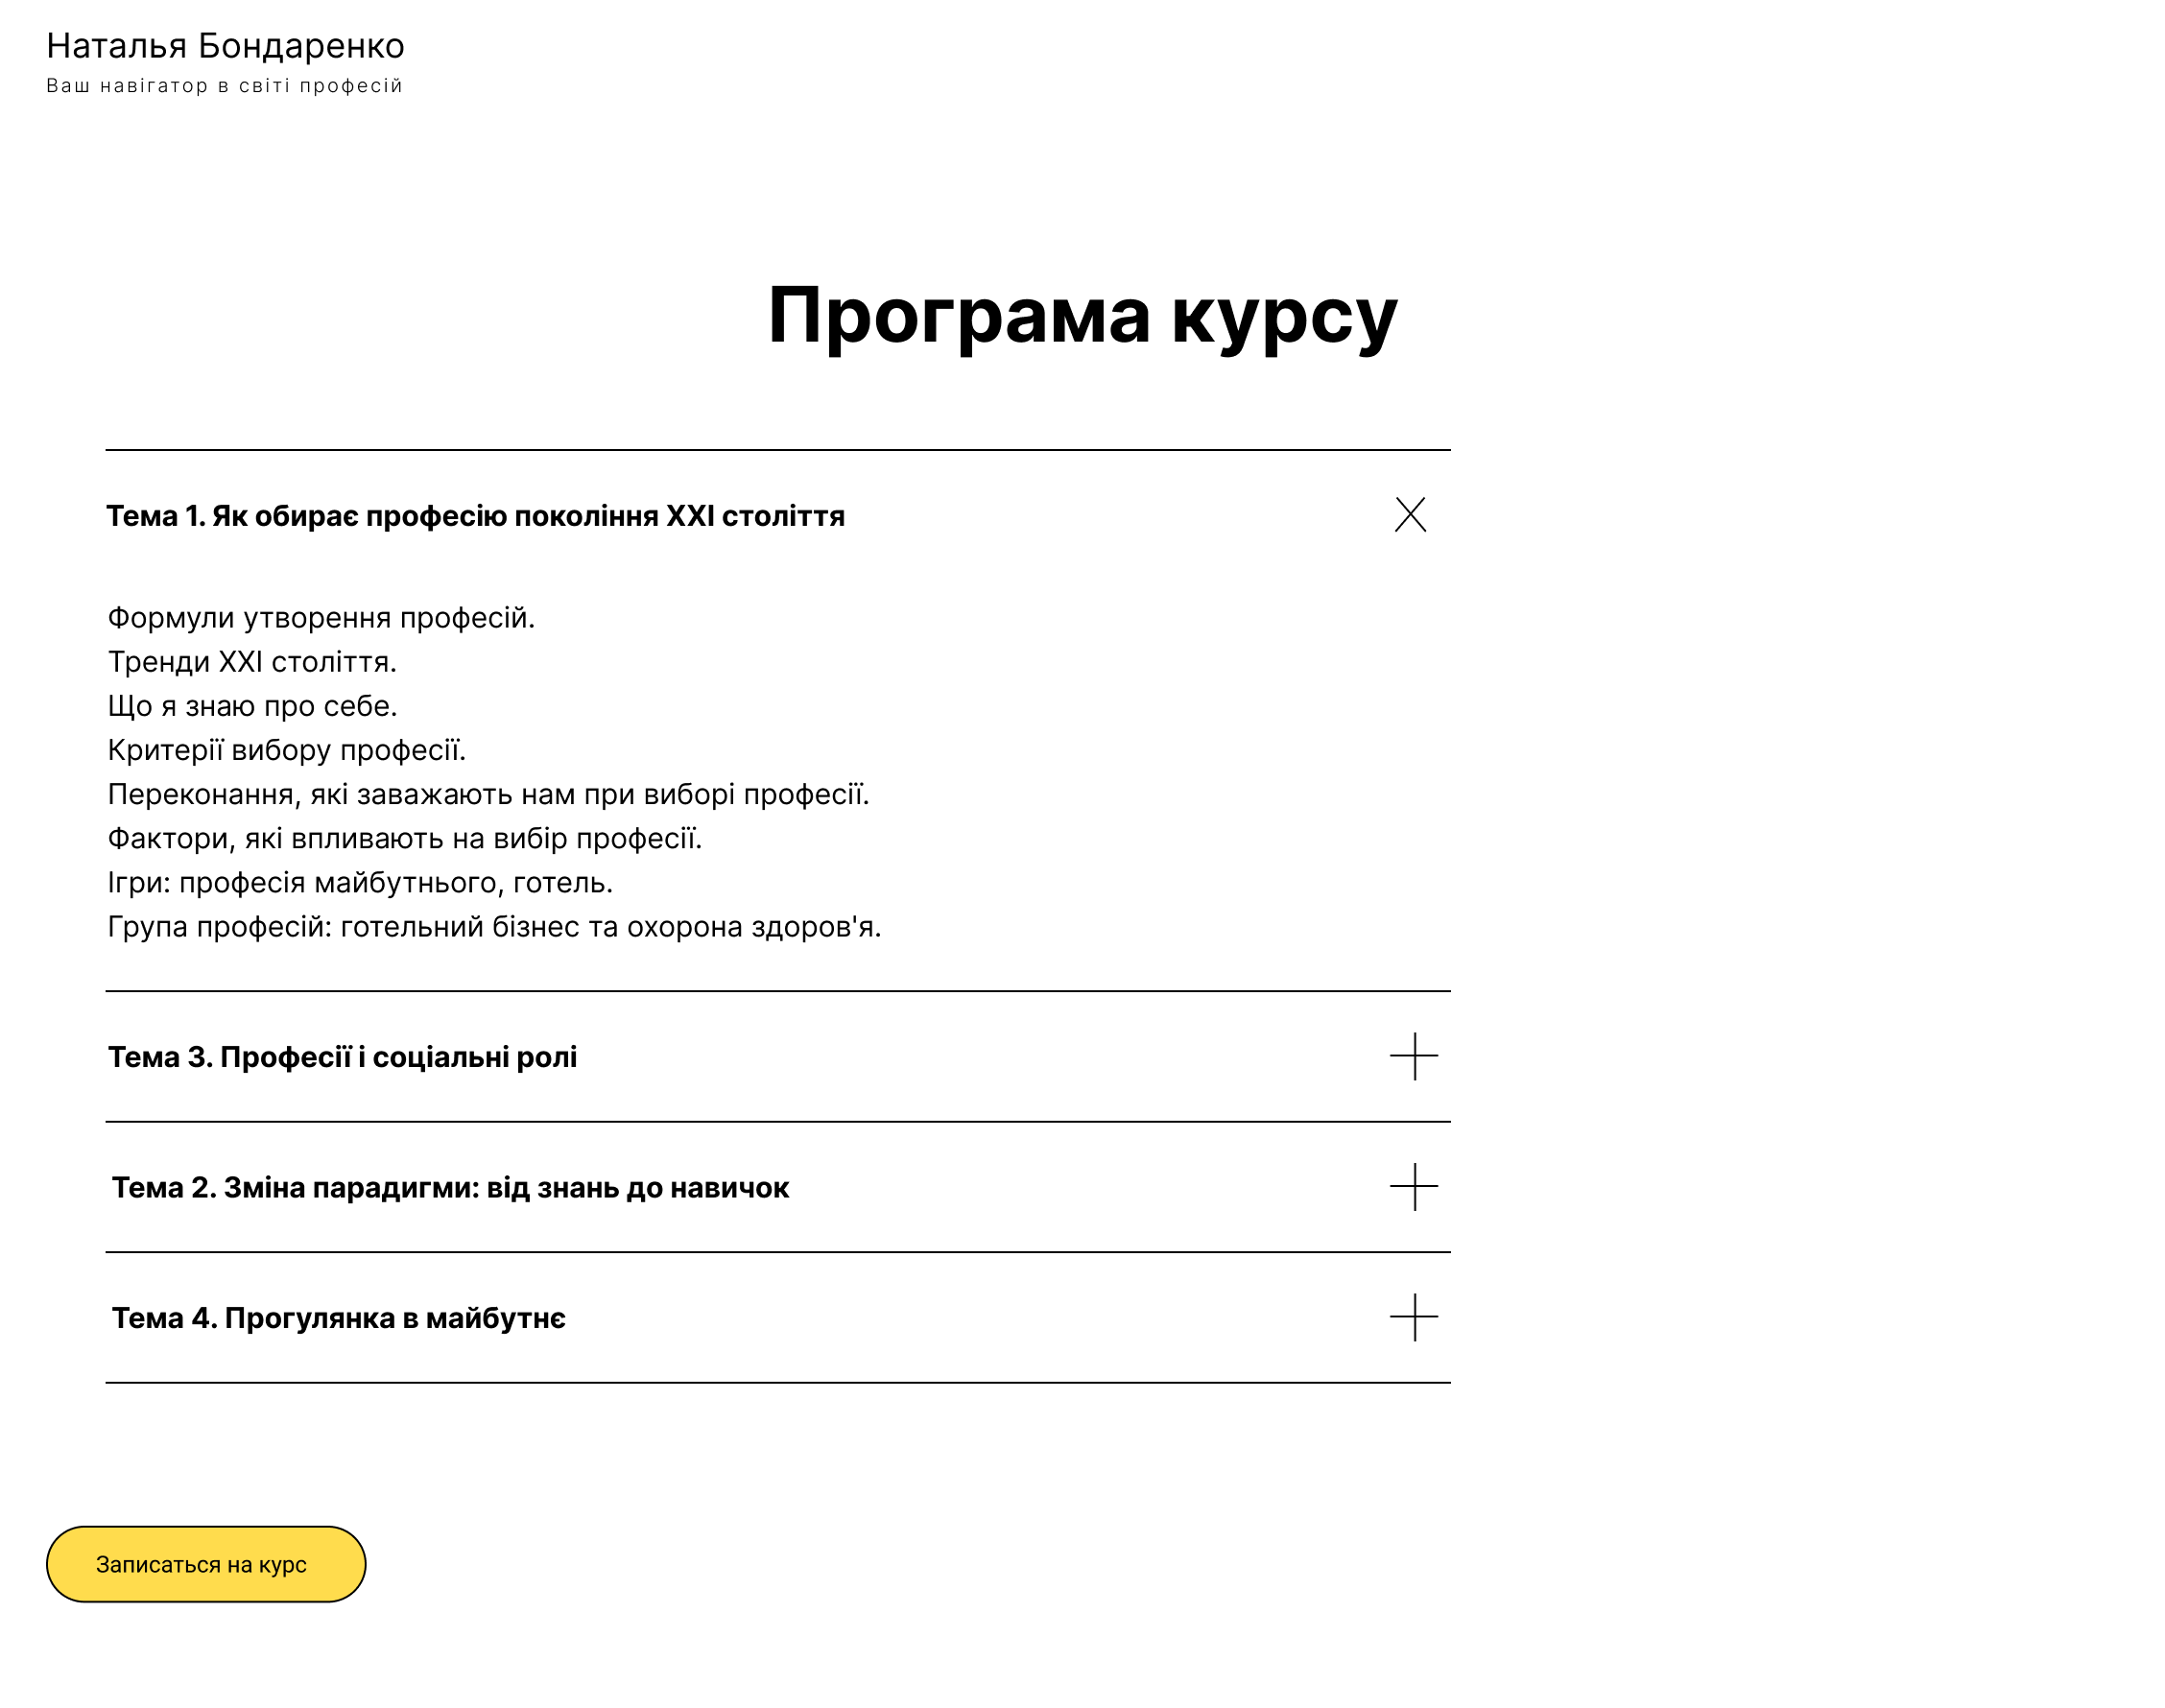 Наталья Бондаренко
Ваш навігатор в світі професій
Програма курсу
Тема 1. Як обирає професію покоління XXI століття
Формули утворення професій.
Тренди XXI століття.
Що я знаю про себе.
Критерії вибору професії.
Переконання, які заважають нам при виборі професії.
Фактори, які впливають на вибір професії.
Ігри: професія майбутнього, готель.
Група професій: готельний бізнес та охорона здоров'я.
Тема 3. Професії і соціальні ролі
Тема 2. Зміна парадигми: від знань до навичок
Тема 4. Прогулянка в майбутнє
Записаться на курс